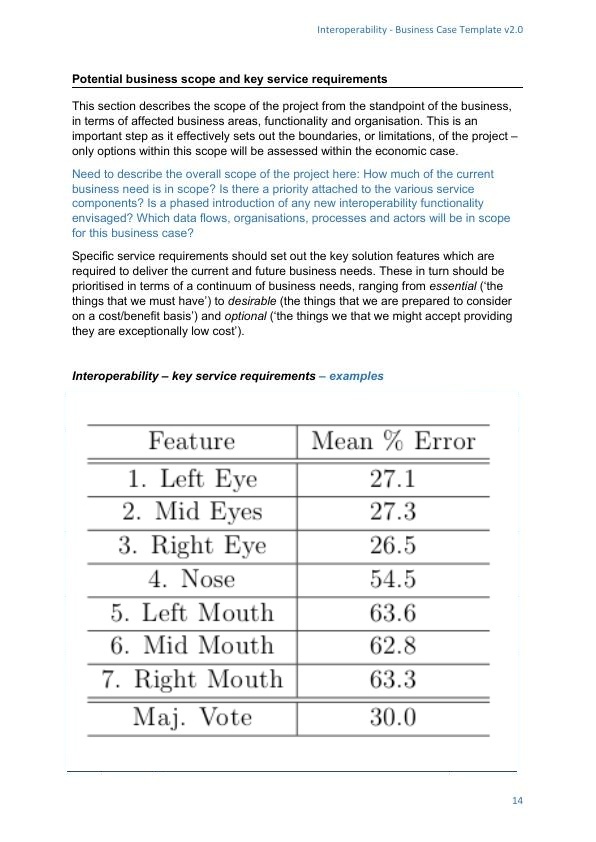 Interoperability - Business Case Template v2.0
Potential business scope and key service requirements
This section describes the scope of the project from the standpoint of the business,
in terms of affected business areas, functionality and organisation. This is an
important step as it effectively sets out the boundaries, or limitations, of the project –
only options within this scope will be assessed within the economic case.
Need to describe the overall scope of the project here: How much of the current
business need is in scope? Is there a priority attached to the various service
components? Is a phased introduction of any new interoperability functionality
envisaged? Which data flows, organisations, processes and actors will be in scope
for this business case?
Specific service requirements should set out the key solution features which are
required to deliver the current and future business needs. These in turn should be
prioritised in terms of a continuum of business needs, ranging from essential (‘the
things that we must have’) to desirable (the things that we are prepared to consider
on a cost/benefit basis’) and optional (‘the things we that we might accept providing
they are exceptionally low cost’).
Interoperability – key service requirements – examples
Feature Mean % Error
1. Left Eye 27.1
2. Mid Eyes 27.3
3. Right Eye 26.5
4. Nose 54.5
5. Left Mouth 63.6
6. Mid Mouth 62.8
7. Right Mouth 63.3
Maj. Vote 30.0
14